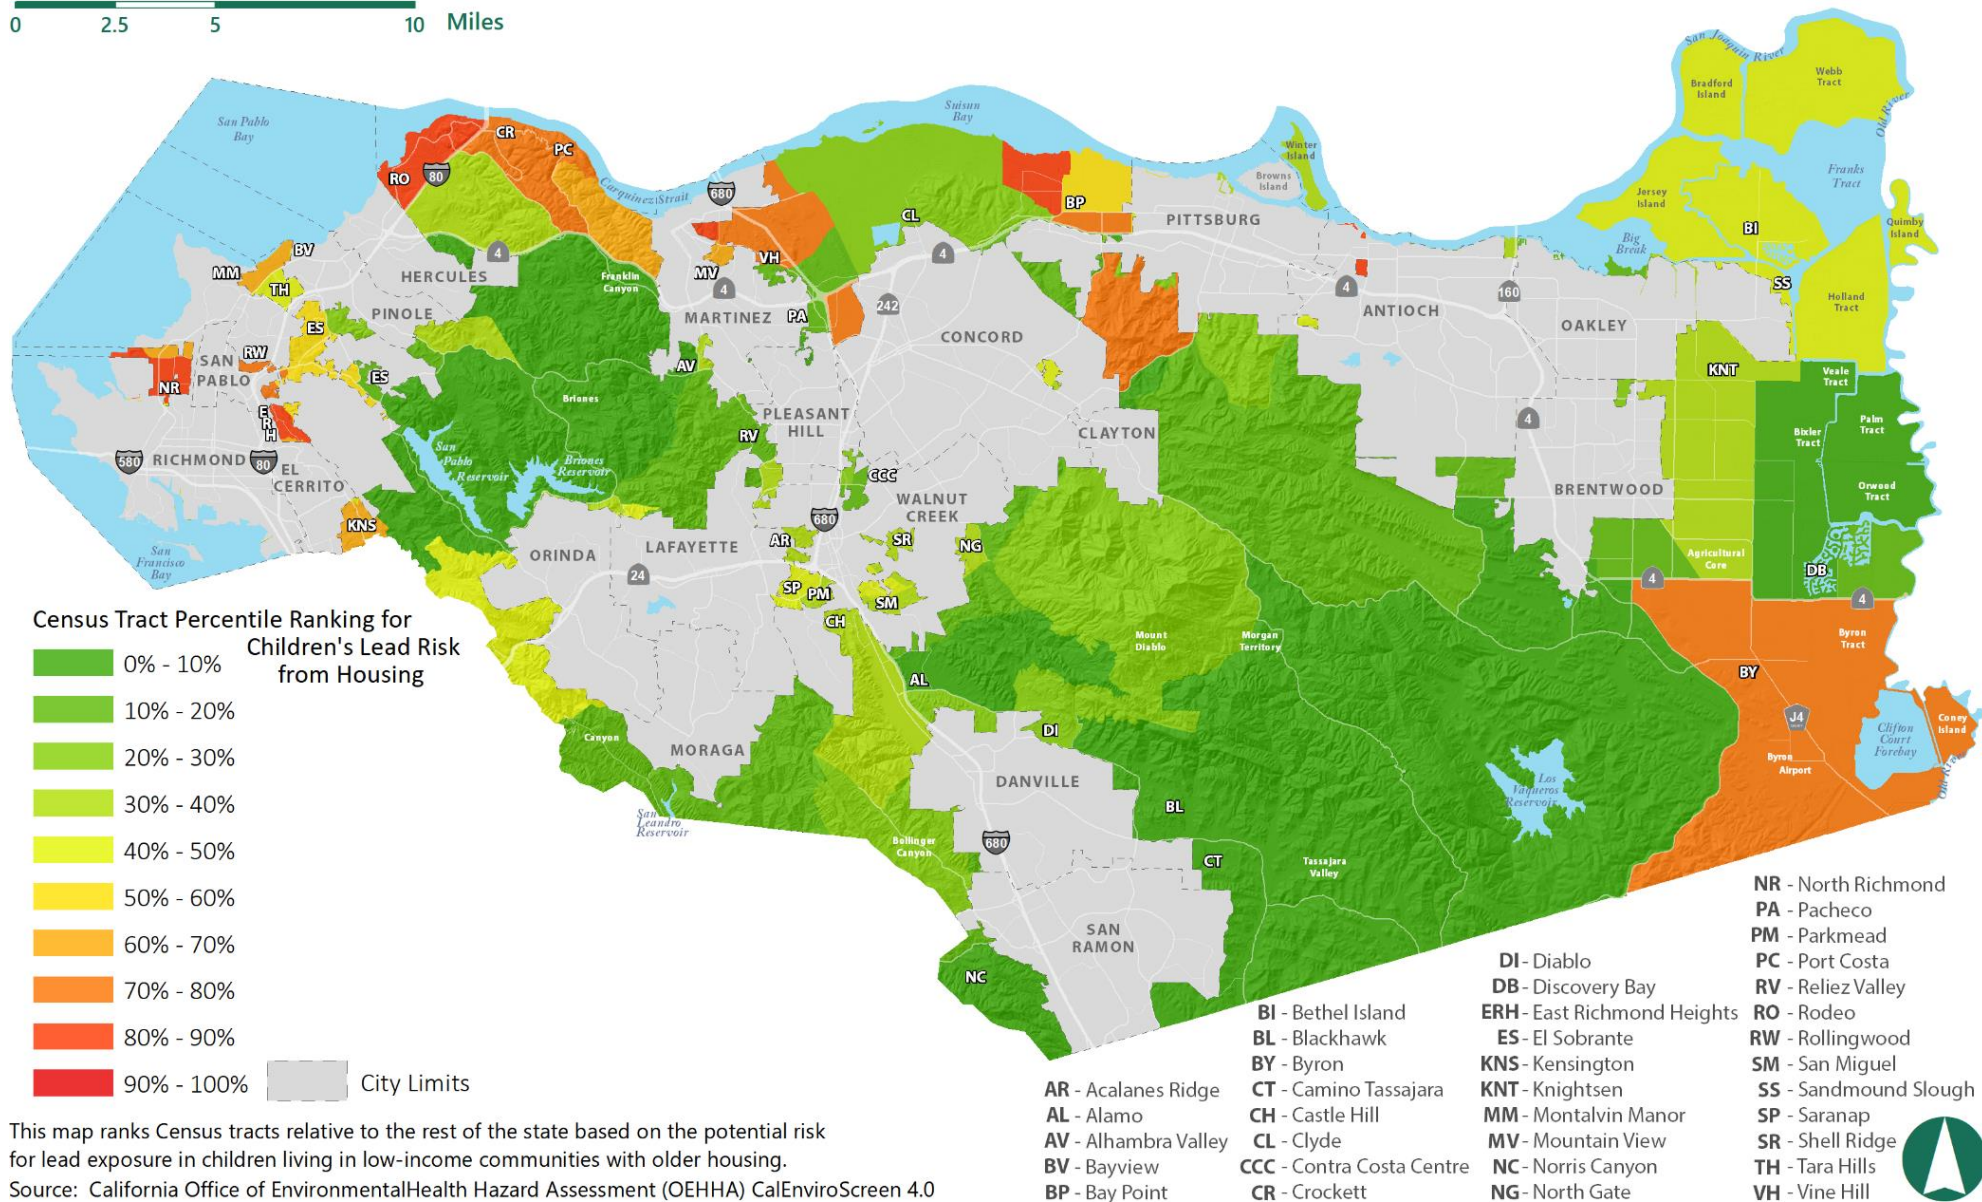 0 2.5 5 10 Miles
San Joaquin River
Webb
Tract
Bradford
Island
Old River
San Pablo
Bay
Suisun
Bay
CR
PC
RO
80
Carquinez Strait
680
Winter
Island
Browns
Island
Franks
Tract
Jersey
Island
Quimby
Island
BI
BP
PITTSBURG
CL
Big
Break
BV
4
HERCULES
MM
TH
Franklin
Canyon
MV
VH
4
4
SS
4
160
Holland
Tract
242
ES
PINOLE
MARTINEZ
PA
CONCORD
ANTIOCH
OAKLEY
RW
SAN
PABLO
NR
ES
AV
KNT
Veale
Tract
Briones
E
R
H
PLEASANT
HILL
RV
CLAYTON
4
Palm
Tract
Bixler
Tract
580
RICHMOND
80
EL
CERRITO
San
Pablo
Reservoir
Briones
Reservoir
CCC
WALNUT
CREEK
BRENTWOOD
Orwood
Tract
KNS
680
San
Francisco
Bay
ORINDA
LAFAYETTE
AR
SR
NG
24
SP
PM
SM
CH
Agricultural
Core
DB
4
4
Mount
Diablo
Morgan
Territory
Byron
Tract
AL
BY
DI
J4
Clifton
Court
Forebay
Coney
Island
Canyon
MORAGA
DANVILLE
Byron
Airport
Old River
Los
Vaqueros
Reservoir
BL
San
Leandro
Reservoir
Bollinger
Canyon
680
CT
Tassajara
Valley
SAN
RAMON
NC
Census Tract Percentile Ranking for
Children's Lead Risk
from Housing
0% - 10%
10% - 20%
20% - 30%
30% - 40%
40% - 50%
50% - 60%
60% - 70%
70% - 80%
80% - 90%
90% - 100%
City Limits
AR - Acalanes Ridge
AL - Alamo
AV - Alhambra Valley
BV - Bayview
BP - Bay Point
BI - Bethel Island
BL - Blackhawk
BY - Byron
CT - Camino Tassajara
CH - Castle Hill
CL - Clyde
CCC - Contra Costa Centre
CR - Crockett
DI - Diablo
DB - Discovery Bay
ERH - East Richmond Heights
ES - El Sobrante
KNS - Kensington
KNT - Knightsen
MM - Montalvin Manor
MV - Mountain View
NC - Norris Canyon
NG - North Gate
NR - North Richmond
PA - Pacheco
PM - Parkmead
PC - Port Costa
RV - Reliez Valley
RO - Rodeo
RW - Rollingwood
SM - San Miguel
SS - Sandmound Slough
SP - Saranap
SR - Shell Ridge
TH - Tara Hills
VH - Vine Hill
This map ranks Census tracts relative to the rest of the state based on the potential risk
for lead exposure in children living in low-income communities with older housing.
Source: California Office of EnvironmentalHealth Hazard Assessment (OEHHA) CalEnviroScreen 4.0